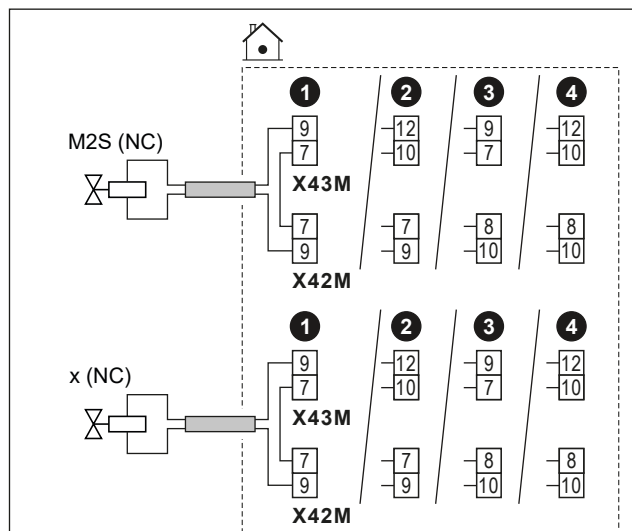 1 2 3 4
M2S (NC)
9 12 9 12
7 10 7 10
X43M
7 7 8 8
9 9 10 10
X42M
1 2 3 4
x (NC)
9 12 9 12
7 10 7 10
X43M
7 7 8 8
9 9 10 10
X42M